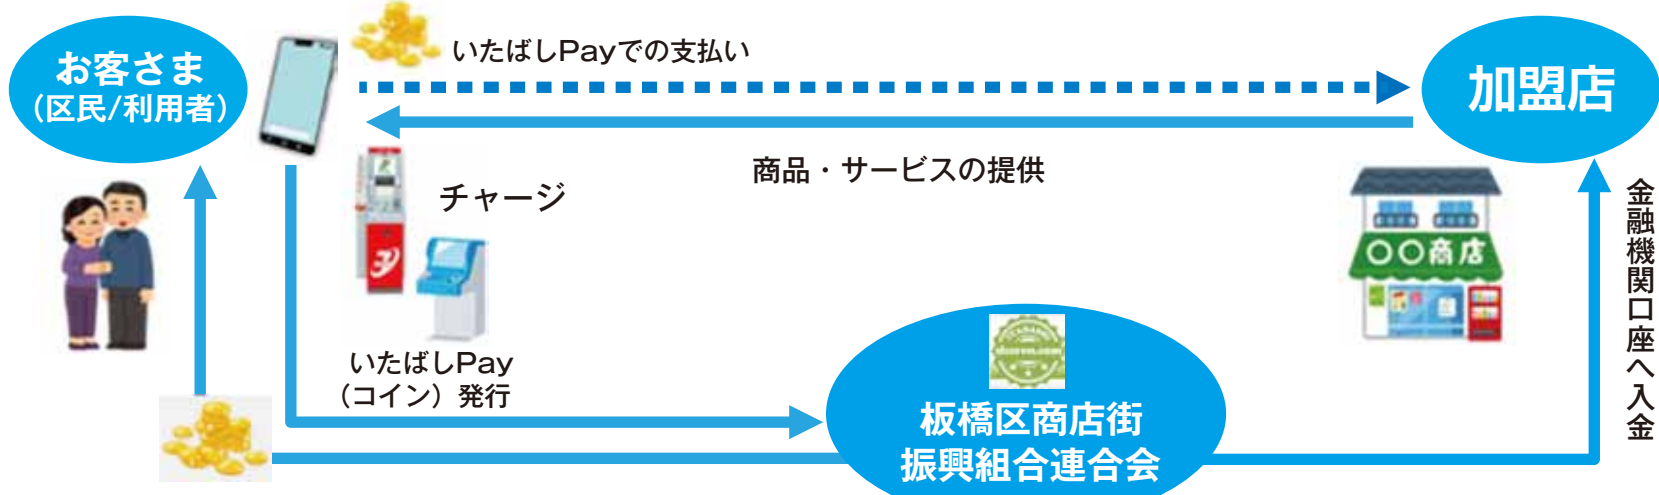 お客さま
(区民/利用者)
いたばしPayでの支払い
加盟店
商品・サービスの提供
チャージ
〇〇商店
金融機関口座へ入金
いたばしPay
(コイン)発行
板橋区商店街
振興組合連合会